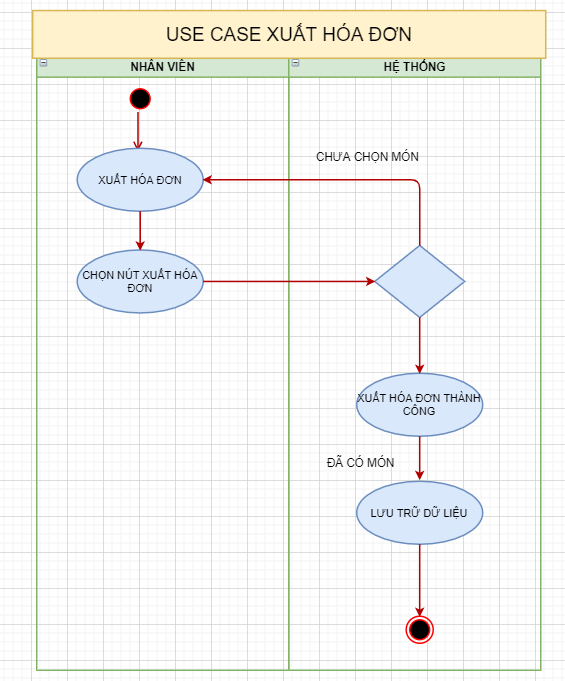 USE CASE XUẤT HÓA ĐƠN
NHÂN VIÊN
HỆ THỐNG
CHƯA CHỌN MÓN
XUẤT HÓA ĐƠN
CHỌN NÚT XUẤT HÓA
ĐƠN
XUẤT HÓA ĐƠN THÀNH
CÔNG
ĐÃ CÓ MÓN
LƯU TRỮ DỮ LIỆU